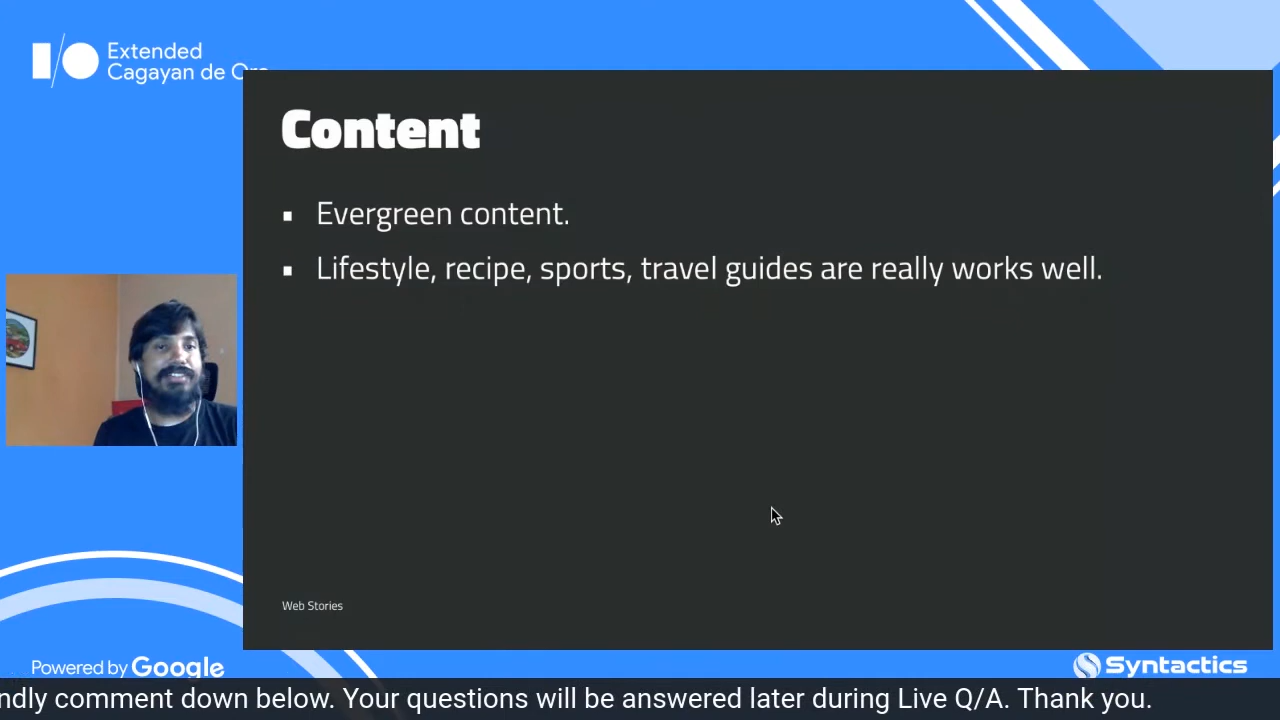 Extended
Cagayan de Oro
Content
▪ Evergreen content.
▪ Lifestyle, recipe, sports, travel guides are really works well.
Web Stories
Powered by Google
Syntactics
comment down below. Your questions will be answered later during Live Q/A. Thank you.